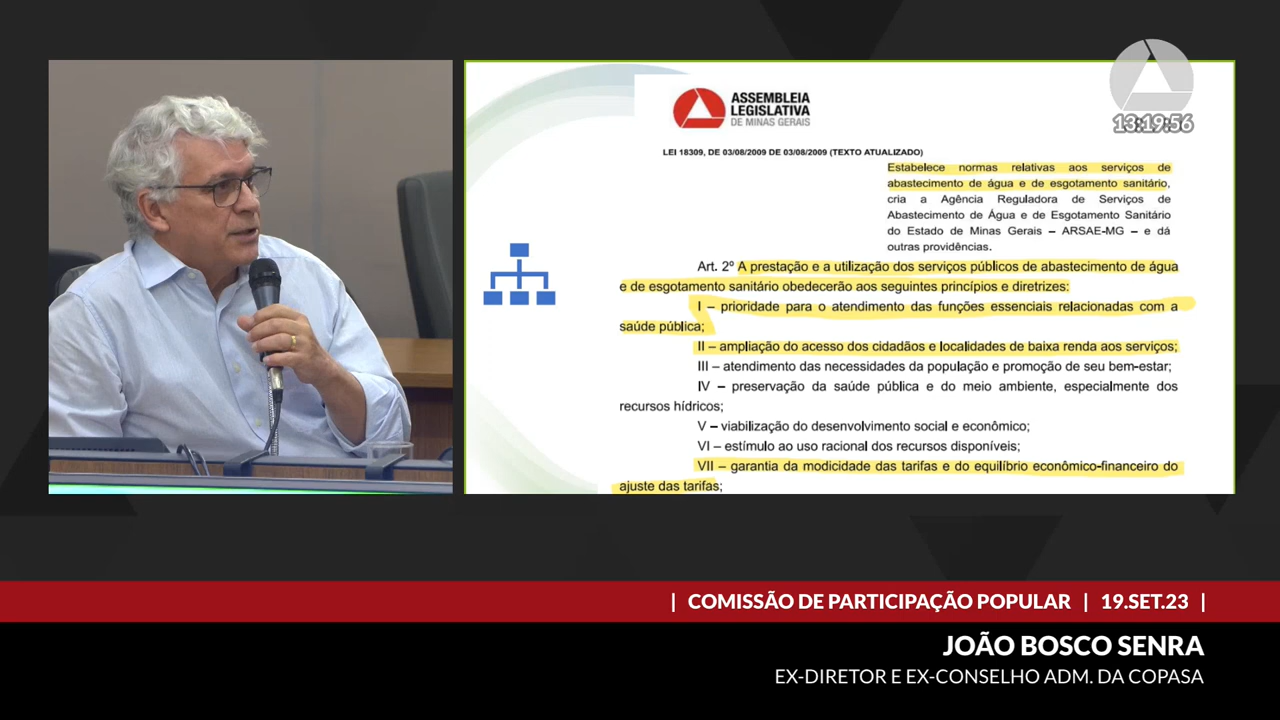 ASSEMBLEIA
LEGISLATIVA
DE MINAS GERAIS
13:19:56
LEI 18309, DE 03/08/2009 DE 03/08/2009 (TEXTO ATUALIZADO)
Estabelece normas relativas aos serviços de
abastecimento de água e de esgotamento sanitário,
cria a Agência Reguladora de Serviços de
Abastecimento de Água e de Esgotamento Sanitário
do Estado de Minas Gerais – ARSAE-MG – e dá
outras providências.
Art. 2º A prestação e a utilização dos serviços públicos de abastecimento de água
e de esgotamento sanitário obedecerão aos seguintes princípios e diretrizes:
I – prioridade para o atendimento das funções essenciais relacionadas com a
saúde pública;
II – ampliação do acesso dos cidadãos e localidades de baixa renda aos serviços;
III – atendimento das necessidades da população e promoção de seu bem-estar;
IV – preservação da saúde pública e do meio ambiente, especialmente dos
recursos hídricos;
V – viabilização do desenvolvimento social e econômico;
VI – estímulo ao uso racional dos recursos disponíveis;
VII – garantia da modicidade das tarifas e do equilíbrio econômico-financeiro do
ajuste das tarifas;
| COMISSÃO DE PARTICIPAÇÃO POPULAR | 19.SET.23 |
JOÃO BOSCO SENRA
EX-DIRETOR E EX-CONSELHO ADM. DA COPASA